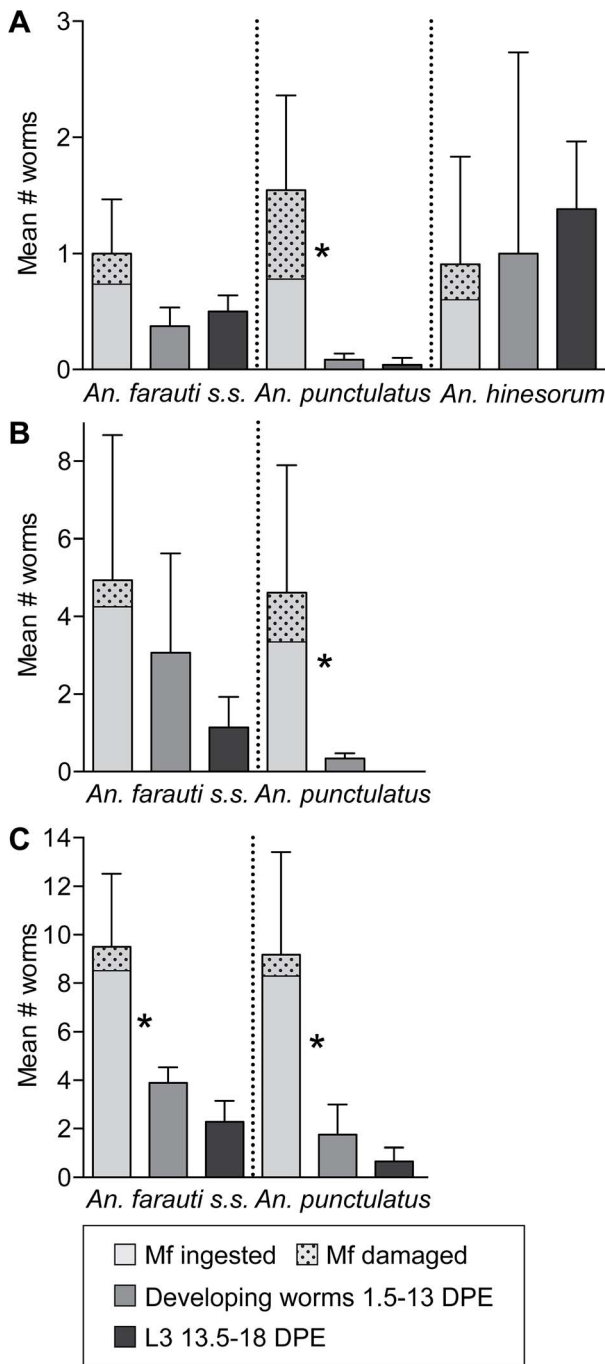 A
Mean # worms
3
2
1
0
*
An. farauti s.s. An. punctulatus An. hinesorum
B
Mean # worms
8
6
4
2
0
*
An. farauti s.s. An. punctulatus
C
Mean # worms
14
12
10
8
6
4
2
0
* *
An. farauti s.s. An. punctulatus
Mf ingested Mf damaged
Developing worms 1.5-13 DPE
L3 13.5-18 DPE